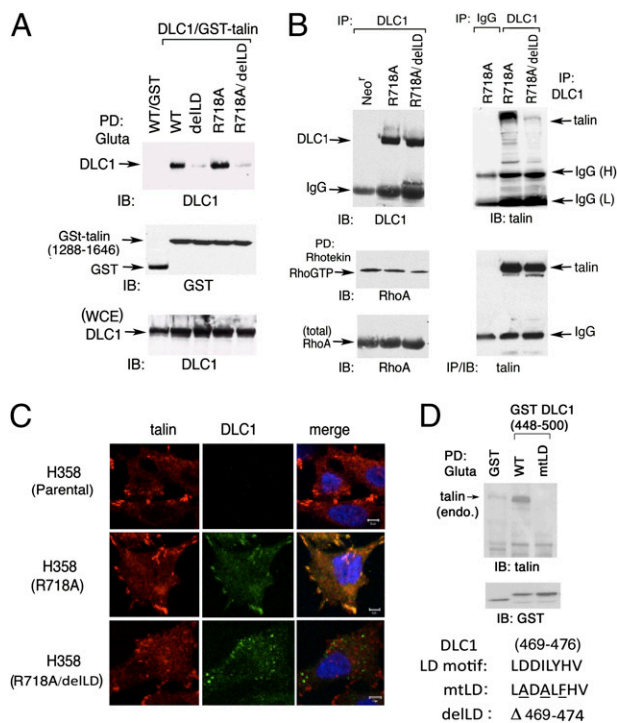 A
DLC1/GST-talin
WT/GST
WT
delLD
R718A
R718A/delLD
PD:
Gluta
DLC1
IB: DLC1
GSt-talin
(1288-1646)
GST
IB: GST
(WCE)
DLC1
IB: DLC1
B
IP: DLC1
Neoʳ
R718A
R718A/delLD
DLC1
IgG
IB: DLC1
PD: Rhotekin
RhoGTP
IB: RhoA
(total)
RhoA
IB: RhoA
IP: IgG DLC1
R718A
R718A
R718A/delLD
IP:
DLC1
talin
IgG (H)
IgG (L)
IB: talin
talin
IgG
IP/IB: talin
C
talin DLC1 merge
H358
(Parental)
H358
(R718A)
H358
(R718A/delLD)
D
GST DLC1
(448-500)
PD:
Gluta
GST
WT
mtLD
talin
(endo.)
IB: talin
IB: GST
DLC1 (469-476)
LD motif: LDDILYHV
mtLD: LADALFHV
delLD: Δ 469-474